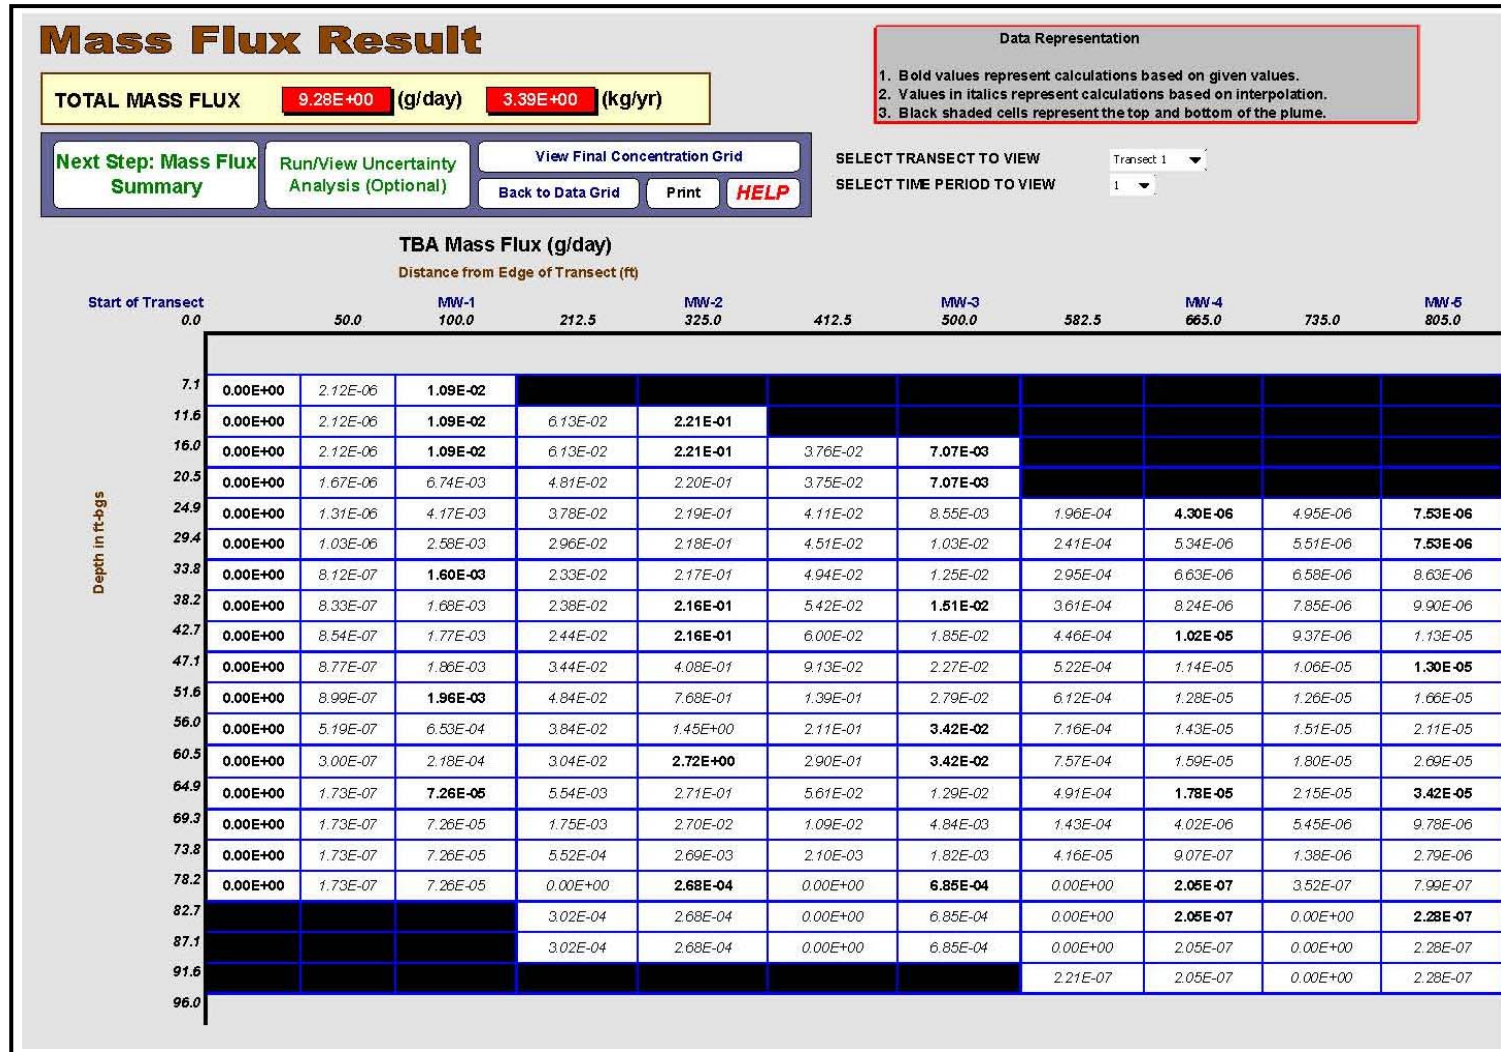 Mass Flux Result
TOTAL MASS FLUX 9.28E+00 (g/day) 3.39E+00 (kg/yr)
Data Representation
1. Bold values represent calculations based on given values.
2. Values in italics represent calculations based on interpolation.
3. Black shaded cells represent the top and bottom of the plume.
Next Step: Mass Flux
Summary
Run/View Uncertainty
Analysis (Optional)
View Final Concentration Grid
Back to Data Grid Print HELP
SELECT TRANSECT TO VIEW Transect 1
SELECT TIME PERIOD TO VIEW 1
TBA Mass Flux (g/day)
Distance from Edge of Transect (ft)
Start of Transect MW-1 MW-2 MW-3 MW-4 MW-5
0.0 50.0 100.0 212.5 325.0 412.5 500.0 582.5 665.0 735.0 805.0
Depth in ft-bgs
7.1 0.00E+00 2.12E-06 1.09E-02
11.6 0.00E+00 2.12E-06 1.09E-02 6.13E-02 2.21E-01
16.0 0.00E+00 2.12E-06 1.09E-02 6.13E-02 2.21E-01 3.76E-02 7.07E-03
20.5 0.00E+00 1.67E-06 6.74E-03 4.81E-02 2.20E-01 3.75E-02 7.07E-03
24.9 0.00E+00 1.31E-06 4.17E-03 3.78E-02 2.19E-01 4.11E-02 8.55E-03 1.96E-04 4.30E-06 4.95E-06 7.53E-06
29.4 0.00E+00 1.03E-06 2.58E-03 2.96E-02 2.18E-01 4.51E-02 1.03E-02 2.41E-04 5.34E-06 5.51E-06 7.53E-06
33.8 0.00E+00 8.12E-07 1.60E-03 2.33E-02 2.17E-01 4.94E-02 1.25E-02 2.95E-04 6.63E-06 6.58E-06 8.63E-06
38.2 0.00E+00 8.33E-07 1.68E-03 2.38E-02 2.16E-01 5.42E-02 1.51E-02 3.61E-04 8.24E-06 7.85E-06 9.90E-06
42.7 0.00E+00 8.54E-07 1.77E-03 2.44E-02 2.16E-01 6.00E-02 1.85E-02 4.46E-04 1.02E-05 9.37E-06 1.13E-05
47.1 0.00E+00 8.77E-07 1.86E-03 3.44E-02 4.08E-01 9.13E-02 2.27E-02 5.22E-04 1.14E-05 1.06E-05 1.30E-05
51.6 0.00E+00 8.99E-07 1.96E-03 4.84E-02 7.68E-01 1.39E-01 2.79E-02 6.12E-04 1.28E-05 1.26E-05 1.66E-05
56.0 0.00E+00 5.19E-07 6.53E-04 3.84E-02 1.45E+00 2.11E-01 3.42E-02 7.16E-04 1.43E-05 1.51E-05 2.11E-05
60.5 0.00E+00 3.00E-07 2.18E-04 3.04E-02 2.72E+00 2.90E-01 3.42E-02 7.57E-04 1.59E-05 1.80E-05 2.69E-05
64.9 0.00E+00 1.73E-07 7.26E-05 5.54E-03 2.71E-01 5.61E-02 1.29E-02 4.91E-04 1.78E-05 2.15E-05 3.42E-05
69.3 0.00E+00 1.73E-07 7.26E-05 1.75E-03 2.70E-02 1.09E-02 4.84E-03 1.43E-04 4.02E-06 5.45E-06 9.78E-06
73.8 0.00E+00 1.73E-07 7.26E-05 5.52E-04 2.69E-03 2.10E-03 1.82E-03 4.16E-05 9.07E-07 1.38E-06 2.79E-06
78.2 0.00E+00 1.73E-07 7.26E-05 0.00E+00 2.68E-04 0.00E+00 6.85E-04 0.00E+00 2.05E-07 3.52E-07 7.99E-07
82.7 3.02E-04 2.68E-04 0.00E+00 6.85E-04 0.00E+00 2.05E-07 0.00E+00 2.28E-07
87.1 3.02E-04 2.68E-04 0.00E+00 6.85E-04 0.00E+00 2.05E-07 0.00E+00 2.28E-07
91.6 2.21E-07 2.05E-07 0.00E+00 2.28E-07
96.0